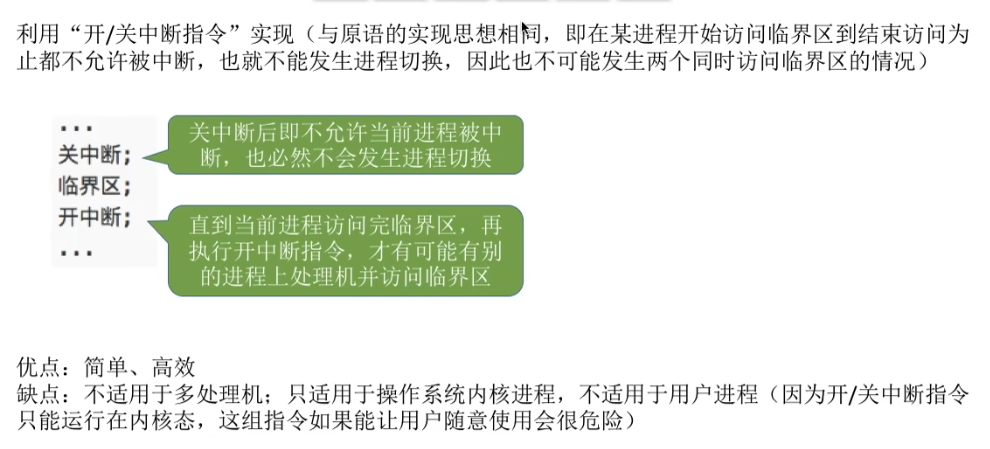 利用“开/关中断指令”实现（与原语的实现思想相同，即在某进程开始访问临界区到结束访问为
止都不允许被中断，也就不能发生进程切换，因此也不可能发生两个同时访问临界区的情况）
...
关中断;
临界区;
开中断;
...
关中断后即不允许当前进程被中
断，也必然不会发生进程切换
直到当前进程访问完临界区，再
执行开中断指令，才有可能有别
的进程上处理机并访问临界区
优点：简单、高效
缺点：不适用于多处理机；只适用于操作系统内核进程，不适用于用户进程（因为开/关中断指令
只能运行在内核态，这组指令如果能让用户随意使用会很危险）